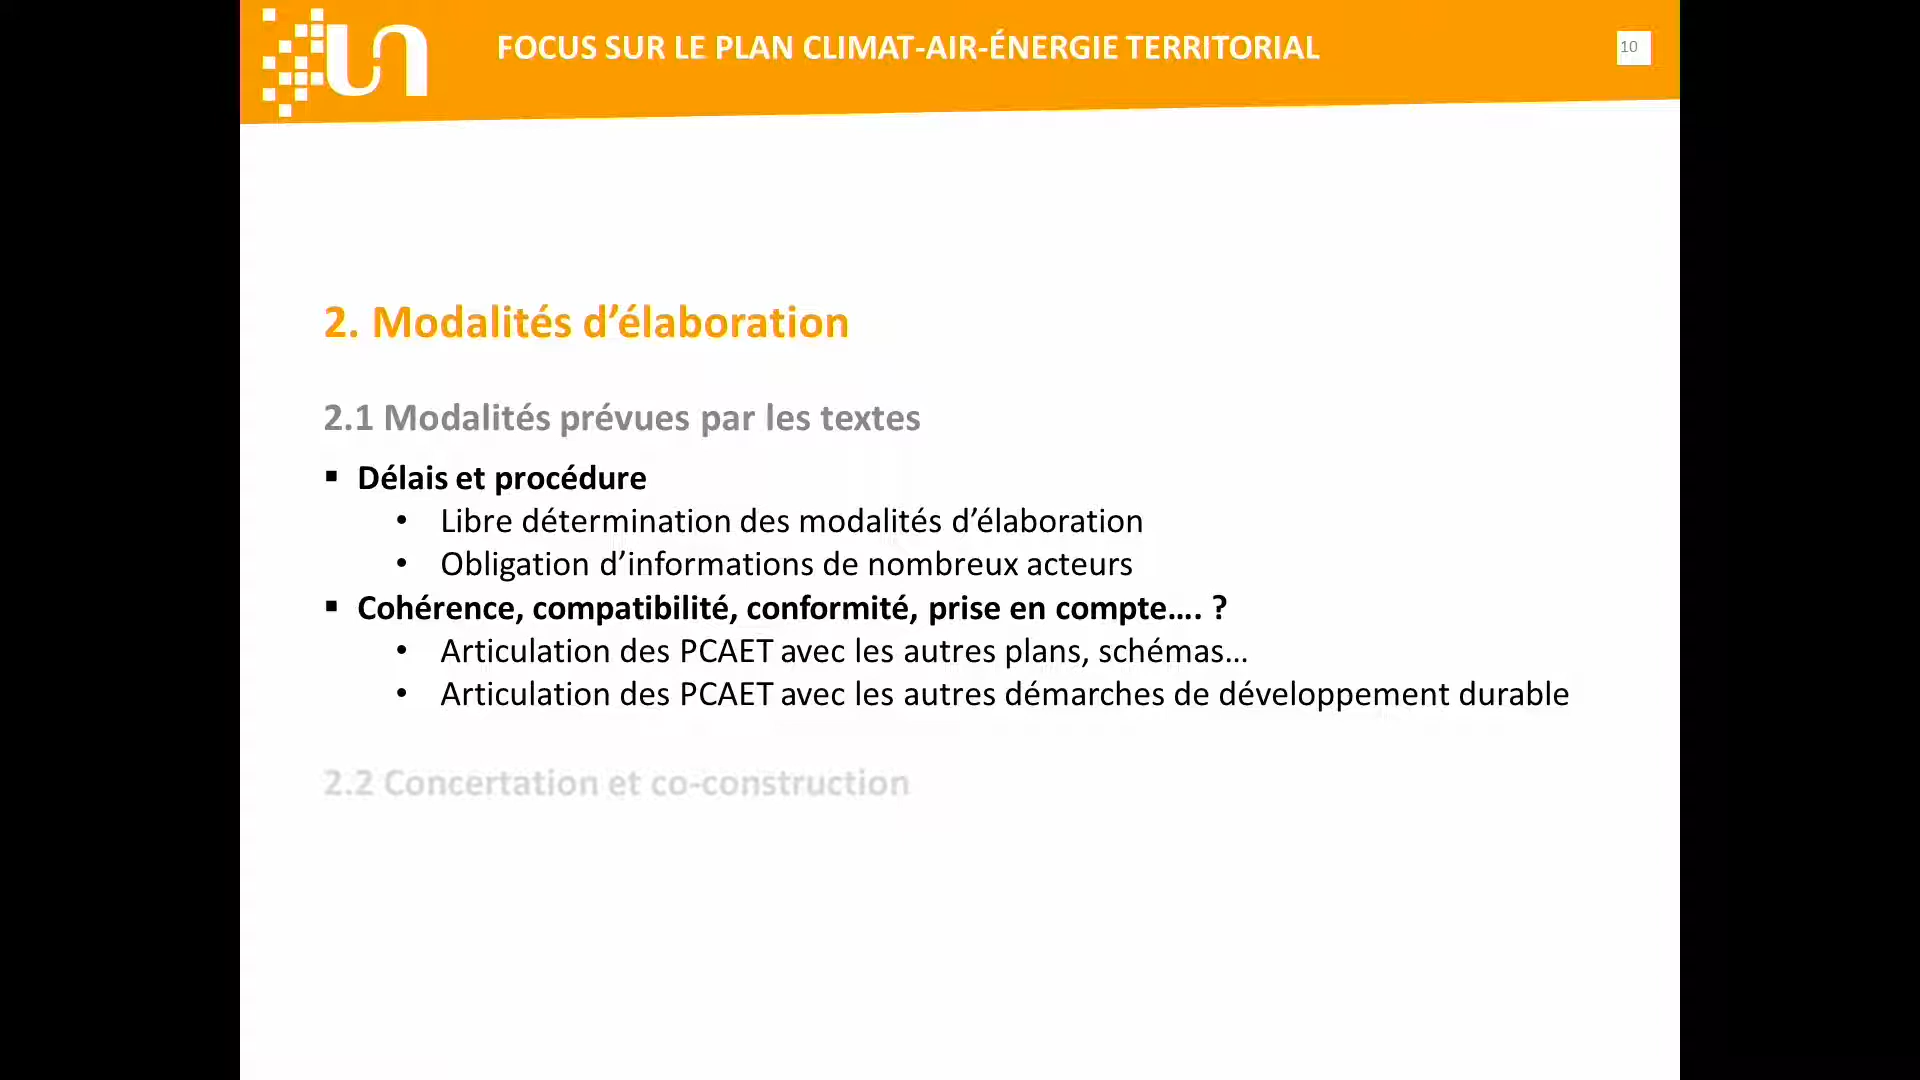 un
FOCUS SUR LE PLAN CLIMAT-AIR-ÉNERGIE TERRITORIAL
10
2. Modalités d’élaboration
2.1 Modalités prévues par les textes
▪ Délais et procédure
• Libre détermination des modalités d’élaboration
• Obligation d’informations de nombreux acteurs
▪ Cohérence, compatibilité, conformité, prise en compte…. ?
• Articulation des PCAET avec les autres plans, schémas…
• Articulation des PCAET avec les autres démarches de développement durable
2.2 Concertation et co-construction